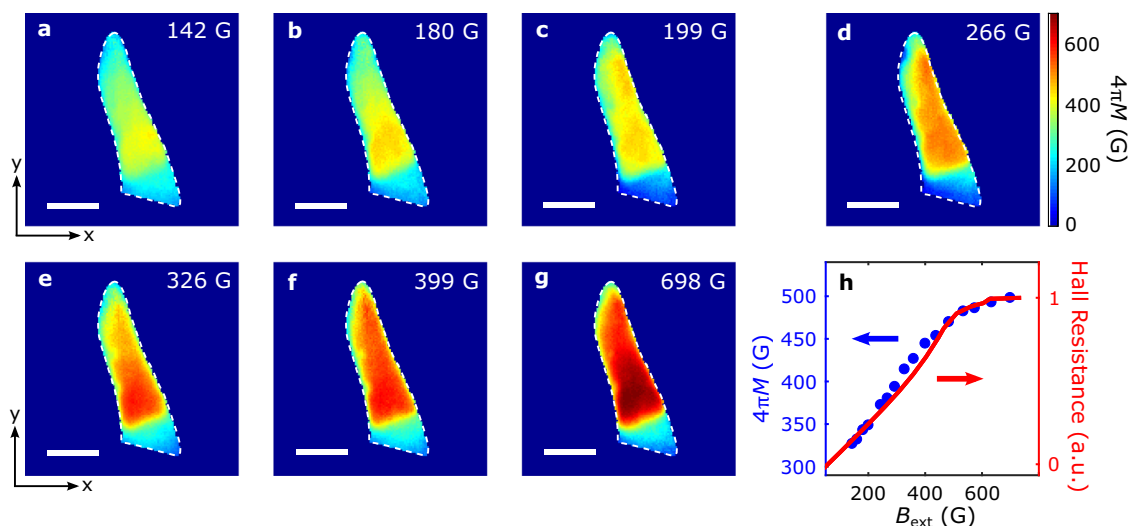 a 142 G
b 180 G
c 199 G
d 266 G
600
400
200
0
4πM (G)
y
x
e 326 G
f 399 G
g 698 G
y
x
h
500
450
400
350
300
4πM (G)
1
0
Hall Resistance (a.u.)
200 400 600
Bext (G)